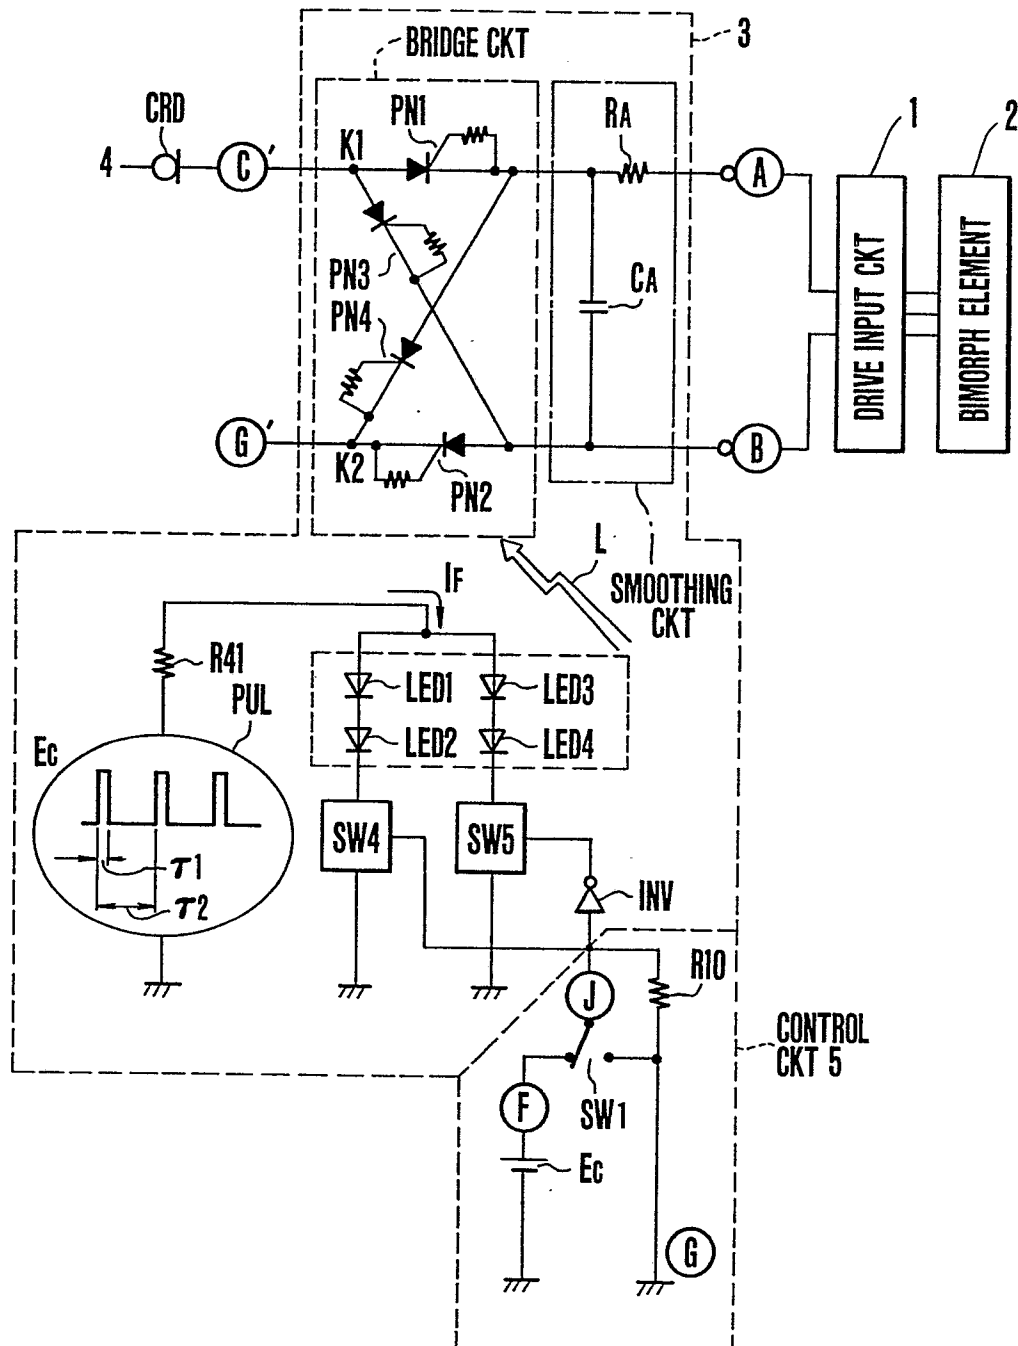 3
BRIDGE CKT
CRD
PN1
RA
1
2
4
C'
K1
A
PN3
CA
PN4
DRIVE INPUT CKT
BIMORPH ELEMENT
G'
K2
B
PN2
L
IF
SMOOTHING
CKT
R41
PUL
LED1
LED3
Ec
LED2
LED4
SW4
SW5
τ1
INV
τ2
R10
J
CONTROL
CKT 5
F
SW1
Ec
G